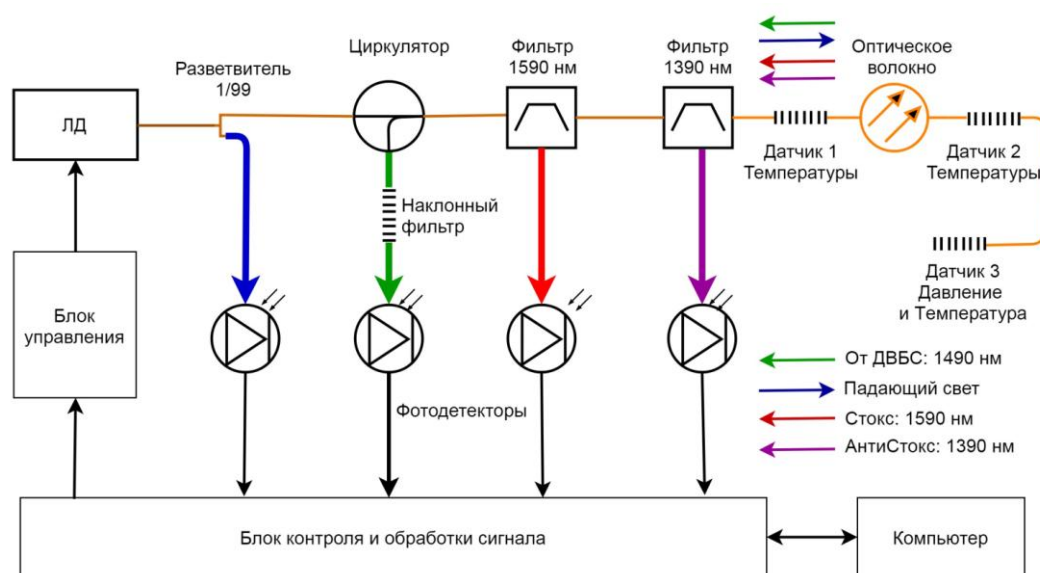 ЛД
Разветвитель
1/99
Циркулятор
Фильтр
1590 нм
Фильтр
1390 нм
Оптическое
волокно
Датчик 1
Температуры
Датчик 2
Температуры
Наклонный
фильтр
Датчик 3
Давление
и Температура
Блок
управления
Фотодетекторы
От ДВБС: 1490 нм
Падающий свет
Стокс: 1590 нм
АнтиСтокс: 1390 нм
Блок контроля и обработки сигнала
Компьютер